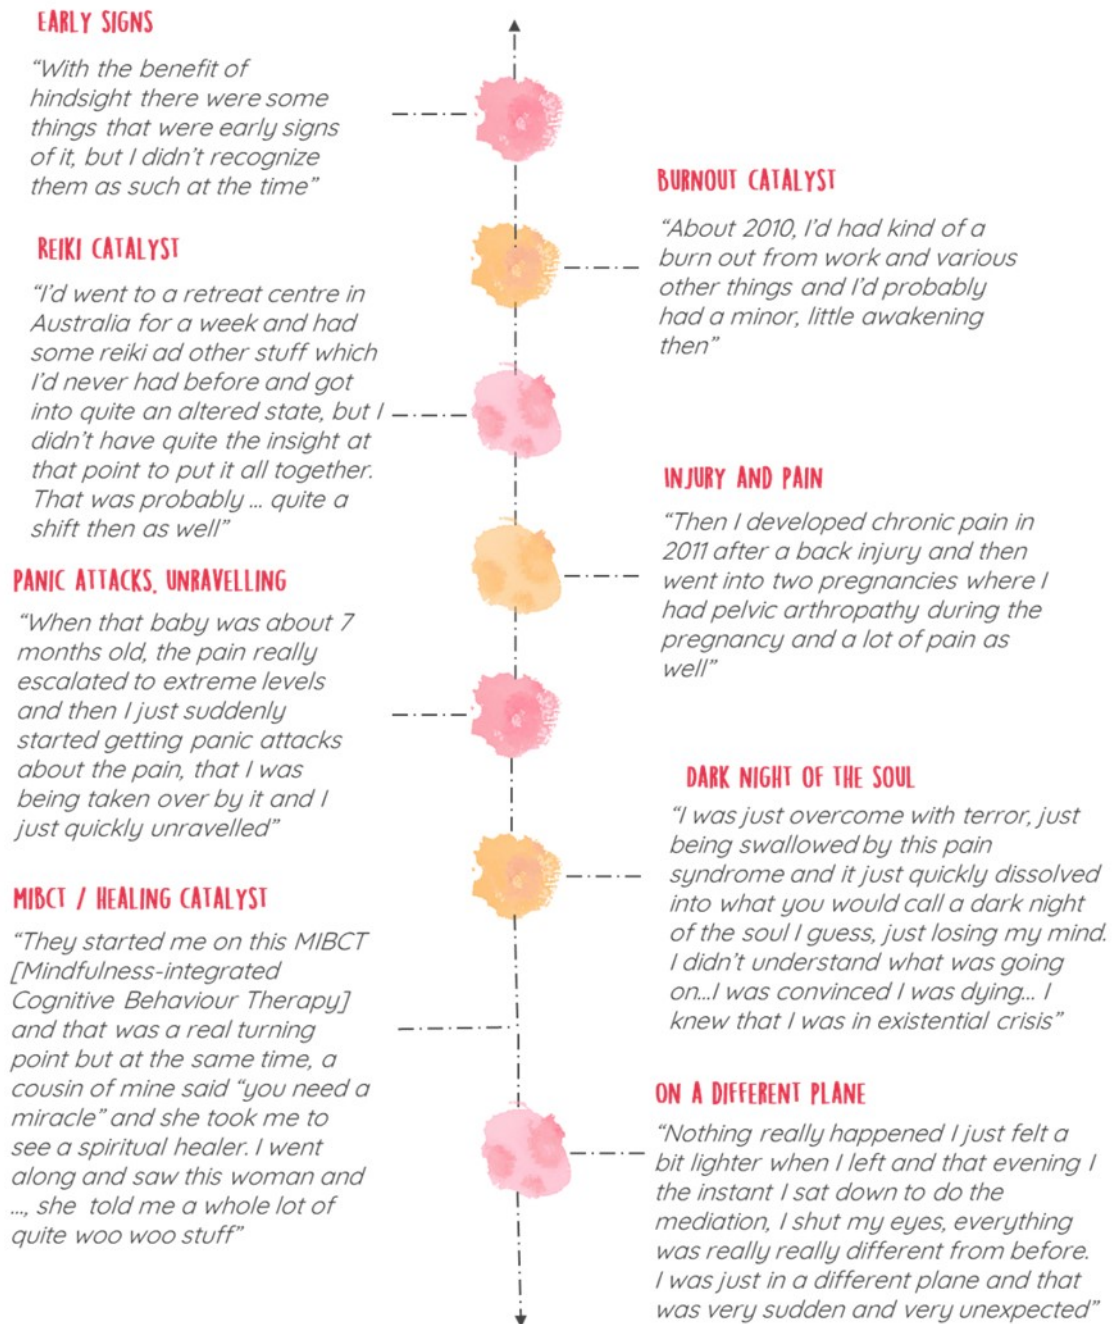 EARLY SIGNS
“With the benefit of
hindsight there were some
things that were early signs
of it, but I didn’t recognize
them as such at the time”
BURNOUT CATALYST
“About 2010, I’d had kind of a
burn out from work and various
other things and I’d probably
had a minor, little awakening
then”
REIKI CATALYST
“I’d went to a retreat centre in
Australia for a week and had
some reiki ad other stuff which
I’d never had before and got
into quite an altered state, but I
didn’t have quite the insight at
that point to put it all together.
That was probably ... quite a
shift then as well”
INJURY AND PAIN
“Then I developed chronic pain in
2011 after a back injury and then
went into two pregnancies where I
had pelvic arthropathy during the
pregnancy and a lot of pain as
well”
PANIC ATTACKS, UNRAVELLING
“When that baby was about 7
months old, the pain really
escalated to extreme levels
and then I just suddenly
started getting panic attacks
about the pain, that I was
being taken over by it and I
just quickly unravelled”
DARK NIGHT OF THE SOUL
“I was just overcome with terror, just
being swallowed by this pain
syndrome and it just quickly dissolved
into what you would call a dark night
of the soul I guess, just losing my mind.
I didn’t understand what was going
on...I was convinced I was dying... I
knew that I was in existential crisis”
MIBCT / HEALING CATALYST
“They started me on this MIBCT
[Mindfulness-integrated
Cognitive Behaviour Therapy]
and that was a real turning
point but at the same time, a
cousin of mine said “you need a
miracle” and she took me to
see a spiritual healer. I went
along and saw this woman and
..., she told me a whole lot of
quite woo woo stuff”
ON A DIFFERENT PLANE
“Nothing really happened I just felt a
bit lighter when I left and that evening I
the instant I sat down to do the
mediation, I shut my eyes, everything
was really really different from before.
I was just in a different plane and that
was very sudden and very unexpected”